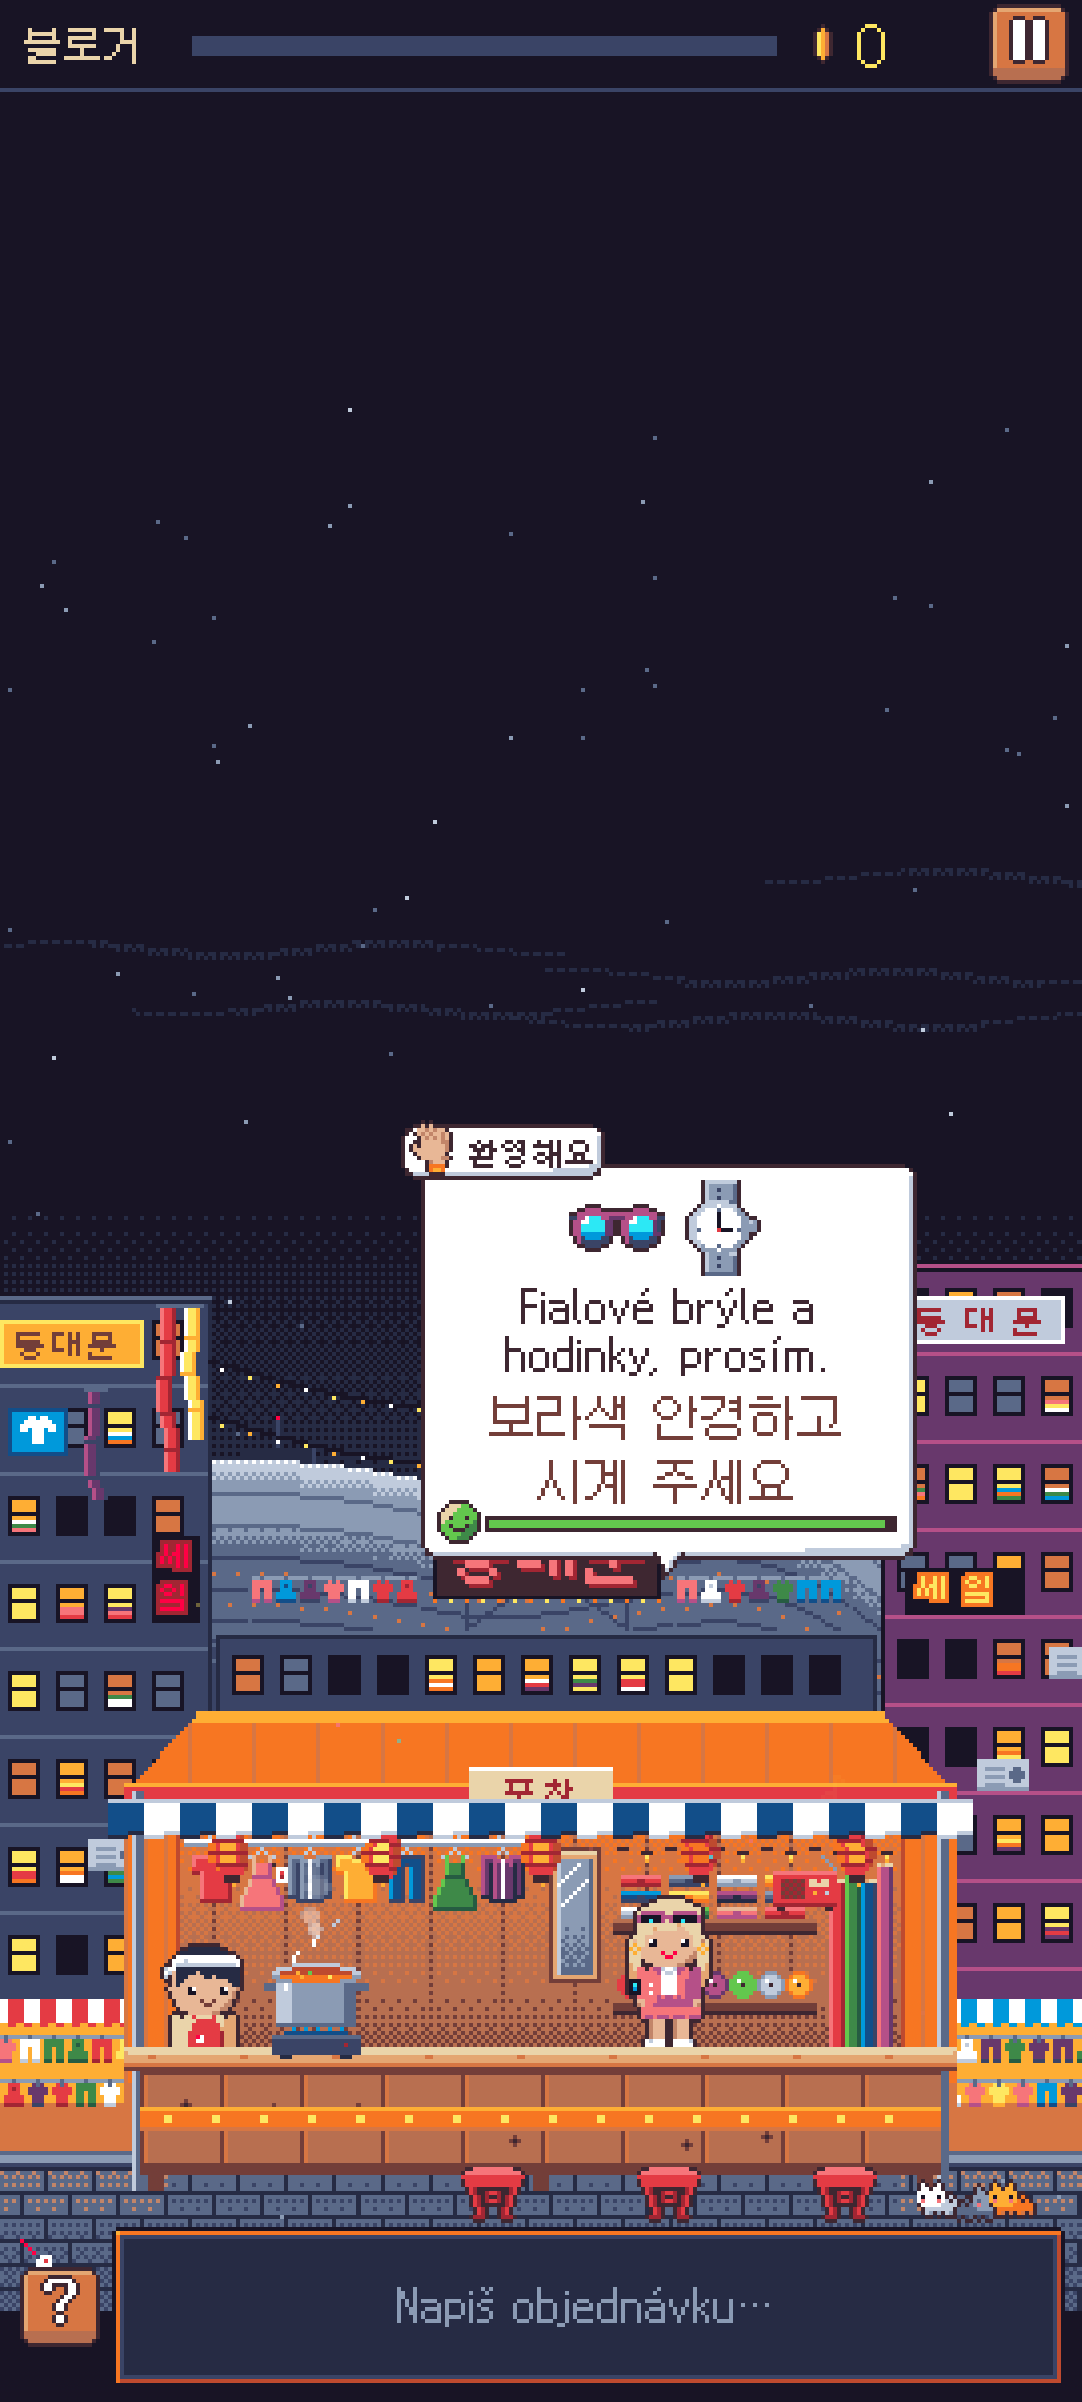 블로거
0
환영해요
Fialové brýle a
hodinky, prosím.
보라색 안경하고
시계 주세요
동대문
동대문
세일
세일
포차
?
Napiš objednávku…